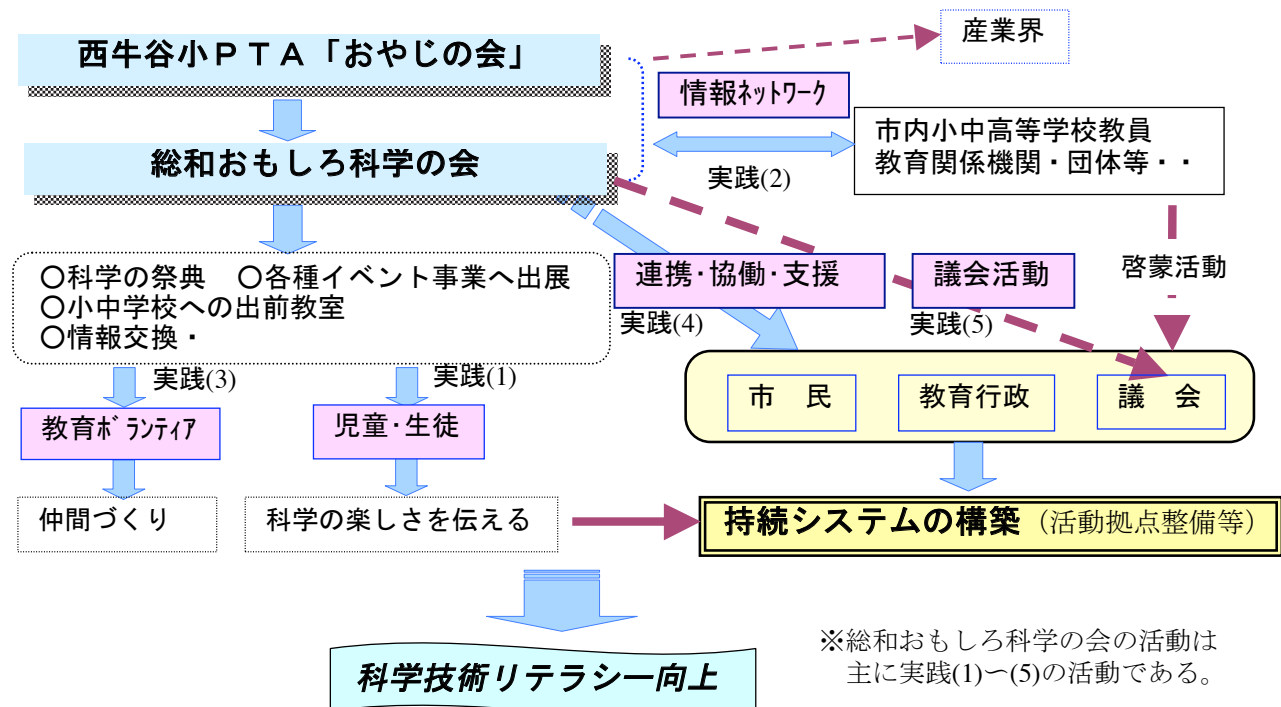 西牛谷小PTA「おやじの会」
産業界
情報ネットワーク
市内小中高等学校教員
教育関係機関・団体等・・
総和おもしろ科学の会
実践(2)
〇科学の祭典　〇各種イベント事業へ出展
〇小中学校への出前教室
〇情報交換・
連携・協働・支援
議会活動
啓蒙活動
実践(4)
実践(5)
実践(3)
実践(1)
市　民
教育行政
議　会
教育ボランティア
児童・生徒
仲間づくり
科学の楽しさを伝える
持続システムの構築（活動拠点整備等）
科学技術リテラシー向上
※総和おもしろ科学の会の活動は
主に実践(1)～(5)の活動である。